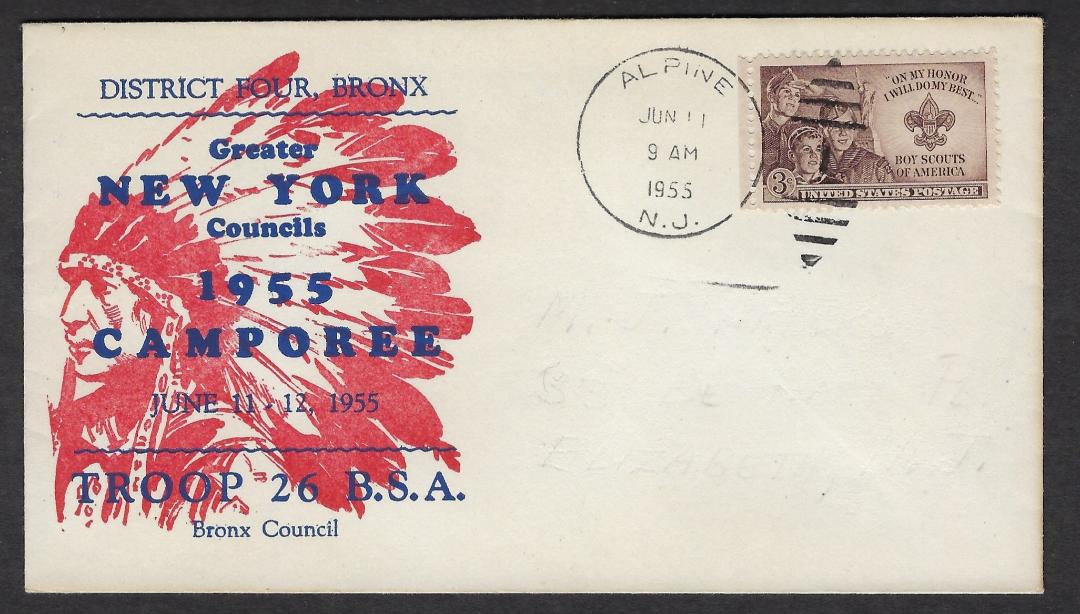 DISTRICT FOUR, BRONX
Greater
NEW YORK
Councils
1955
CAMPOREE
JUNE 11 - 12, 1955
TROOP 26 B.S.A.
Bronx Council
ALPINE
JUN 11
9 AM
1955
N.J.
"ON MY HONOR
I WILL DO MY BEST..."
BOY SCOUTS
OF AMERICA
3¢ UNITED STATES POSTAGE